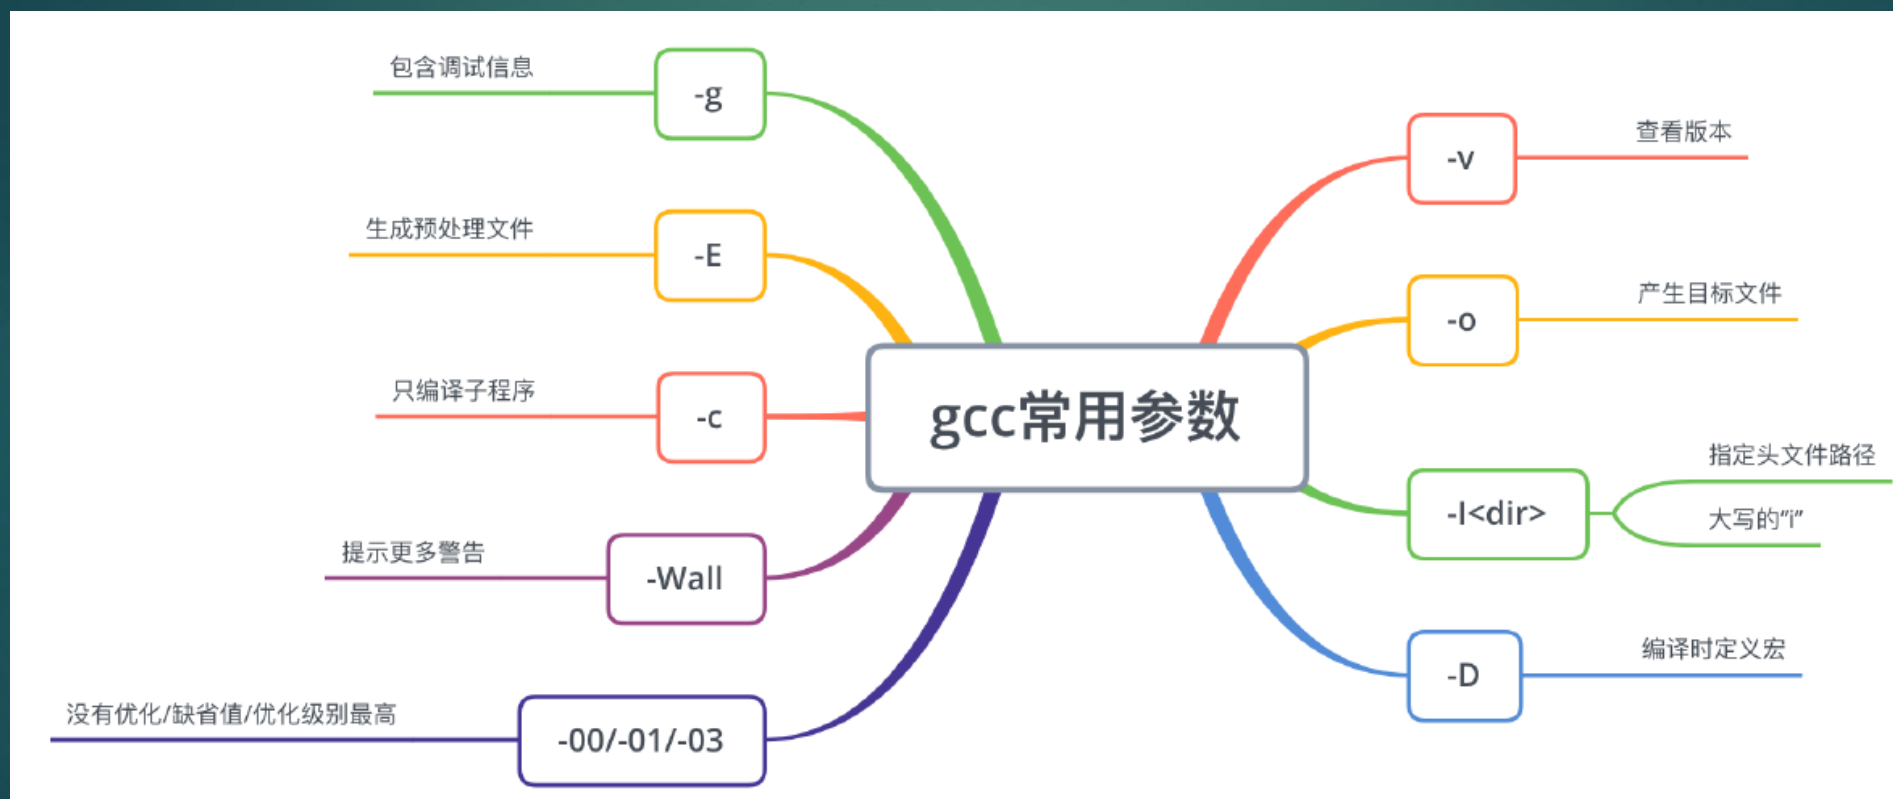 gcc常用参数
-g
包含调试信息
-E
生成预处理文件
-c
只编译子程序
-Wall
提示更多警告
-00/-01/-03
没有优化/缺省值/优化级别最高
-v
查看版本
-o
产生目标文件
-I<dir>
指定头文件路径
大写的“i”
-D
编译时定义宏